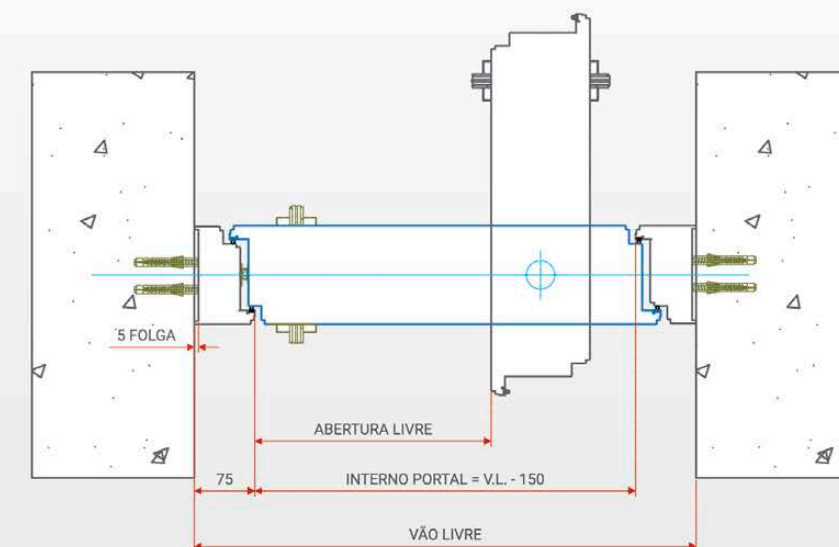 5 FOLGA
ABERTURA LIVRE
75
INTERNO PORTAL = V.L. - 150
VÃO LIVRE